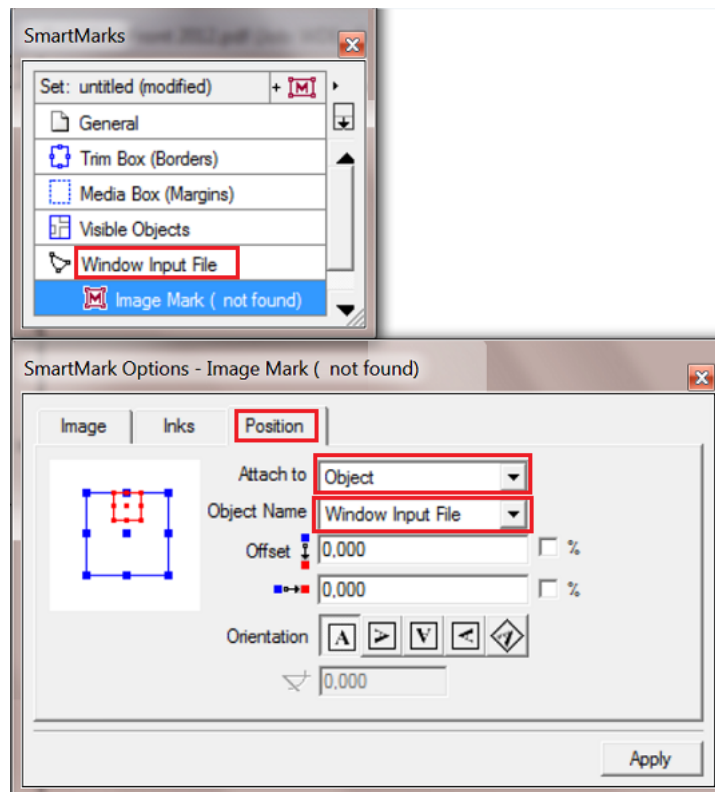 SmartMarks
Set: untitled (modified)
General
Trim Box (Borders)
Media Box (Margins)
Visible Objects
Window Input File
Image Mark ( not found)
SmartMark Options - Image Mark ( not found)
Image Inks Position
Attach to Object
Object Name Window Input File
Offset 0,000 %
0,000 %
Orientation A A A A A
0,000
Apply